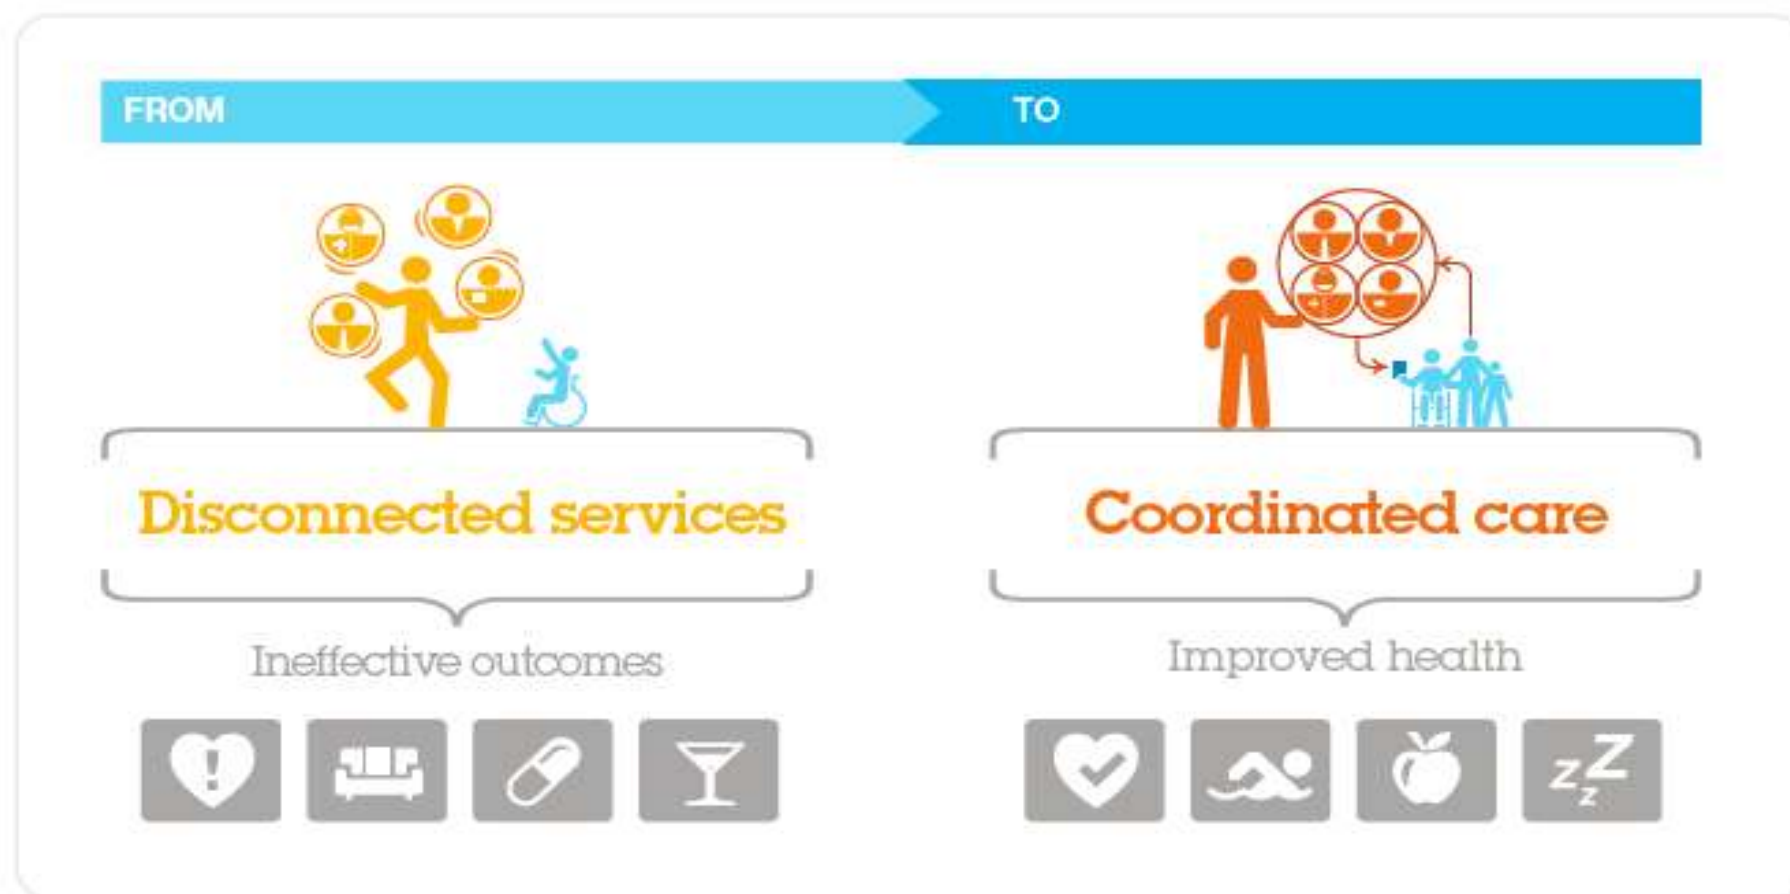 FROM
TO
Disconnected services
Coordinated care
Ineffective outcomes
Improved health
! 
z z Z